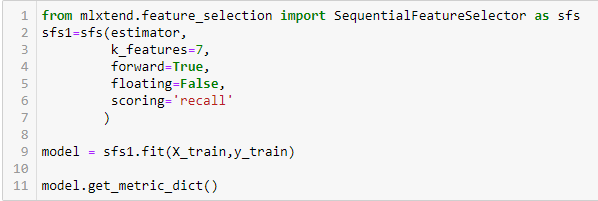 1 from mlxtend.feature_selection import SequentialFeatureSelector as sfs
2 sfs1=sfs(estimator,
3          k_features=7,
4          forward=True,
5          floating=False,
6          scoring='recall'
7         )
8
9 model = sfs1.fit(X_train,y_train)
10
11 model.get_metric_dict()